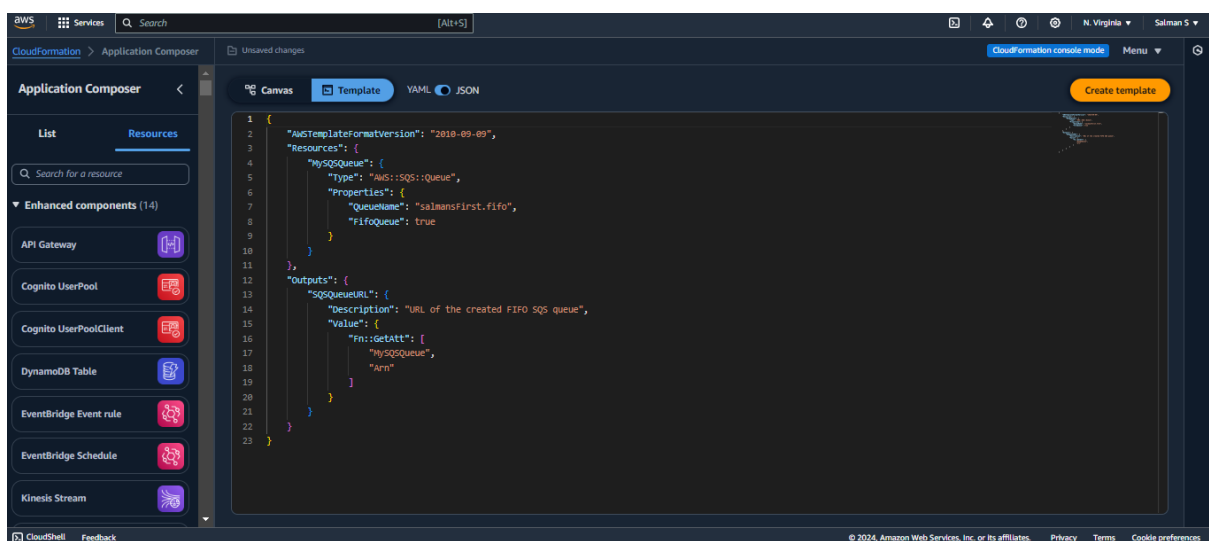 aws Services Search [Alt+S] N. Virginia ▼ Salman S ▼
CloudFormation > Application Composer Unsaved changes CloudFormation console mode Menu ▼
Application Composer <
Canvas Template YAML JSON Create template
List Resources
Search for a resource
▼ Enhanced components (14)
API Gateway
Cognito UserPool
Cognito UserPoolClient
DynamoDB Table
EventBridge Event rule
EventBridge Schedule
Kinesis Stream
1 {
2 "AWSTemplateFormatVersion": "2010-09-09",
3 "Resources": {
4 "MySQSQueue": {
5 "Type": "AWS::SQS::Queue",
6 "Properties": {
7 "QueueName": "salmansFirst.fifo",
8 "FifoQueue": true
9 }
10 }
11 },
12 "Outputs": {
13 "SQSQueueURL": {
14 "Description": "URL of the created FIFO SQS queue",
15 "Value": {
16 "Fn::GetAtt": [
17 "MySQSQueue",
18 "Arn"
19 ]
20 }
21 }
22 }
23 }
CloudShell Feedback © 2024, Amazon Web Services, Inc. or its affiliates. Privacy Terms Cookie preferences